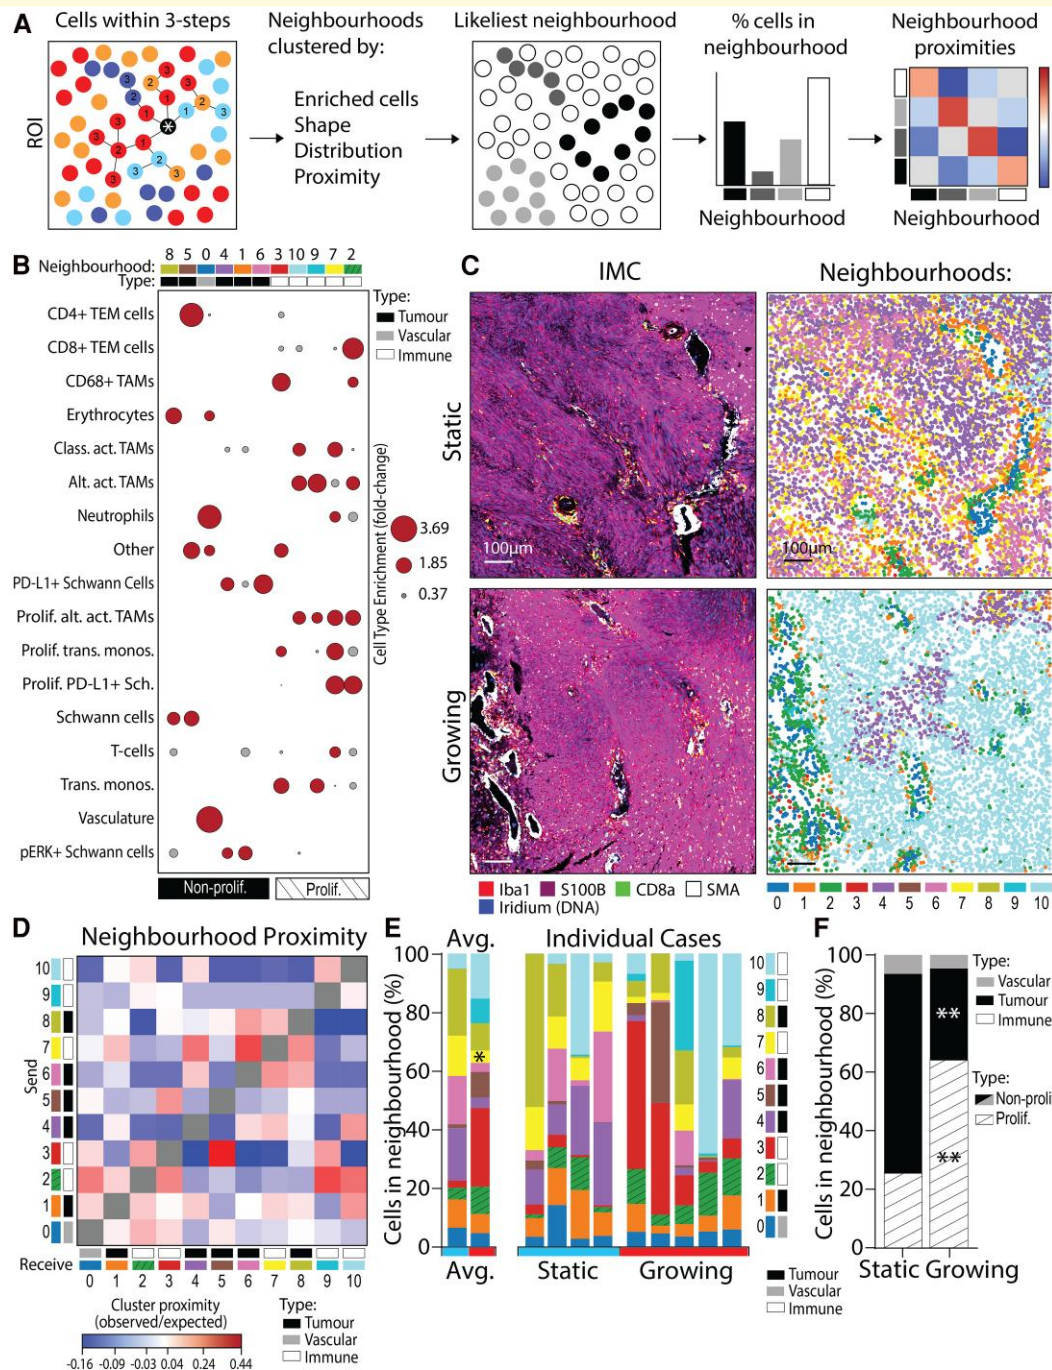 A
Cells within 3-steps
Neighbourhoods
clustered by:
Likeliest neighbourhood
% cells in
neighbourhood
Neighbourhood
proximities
ROI
Enriched cells
Shape
Distribution
Proximity
Neighbourhood
Neighbourhood
B
Neighbourhood: 8 5 0 4 1 6 3 10 9 7 2
Type:
CD4+ TEM cells
CD8+ TEM cells
CD68+ TAMs
Erythrocytes
Class. act. TAMs
Alt. act. TAMs
Neutrophils
Other
PD-L1+ Schwann Cells
Prolif. alt. act. TAMs
Prolif. trans. monos.
Prolif. PD-L1+ Sch.
Schwann cells
T-cells
Trans. monos.
Vasculature
pERK+ Schwann cells
Non-prolif.
Prolif.
Type:
Tumour
Vascular
Immune
Cell Type Enrichment (fold-change)
3.69
1.85
0.37
C
IMC
Neighbourhoods:
Static
100μm
100μm
Growing
Iba1 S100B CD8a SMA
Iridium (DNA)
0 1 2 3 4 5 6 7 8 9 10
D
Neighbourhood Proximity
Send
10
9
8
7
6
5
4
3
2
1
0
Receive 0 1 2 3 4 5 6 7 8 9 10
Cluster proximity
(observed/expected)
-0.16 -0.09 -0.03 0.04 0.24 0.44
Type:
Tumour
Vascular
Immune
E
Avg.
Individual Cases
Cells in neighbourhood (%)
100
80
60
40
20
0
*
Avg.
Static
Growing
10
9
8
7
6
5
4
3
2
1
0
Tumour
Vascular
Immune
F
Cells in neighbourhood (%)
100
80
60
40
20
0
**
**
Static Growing
Type:
Vascular
Tumour
Immune
Type:
Non-proli
Prolif.